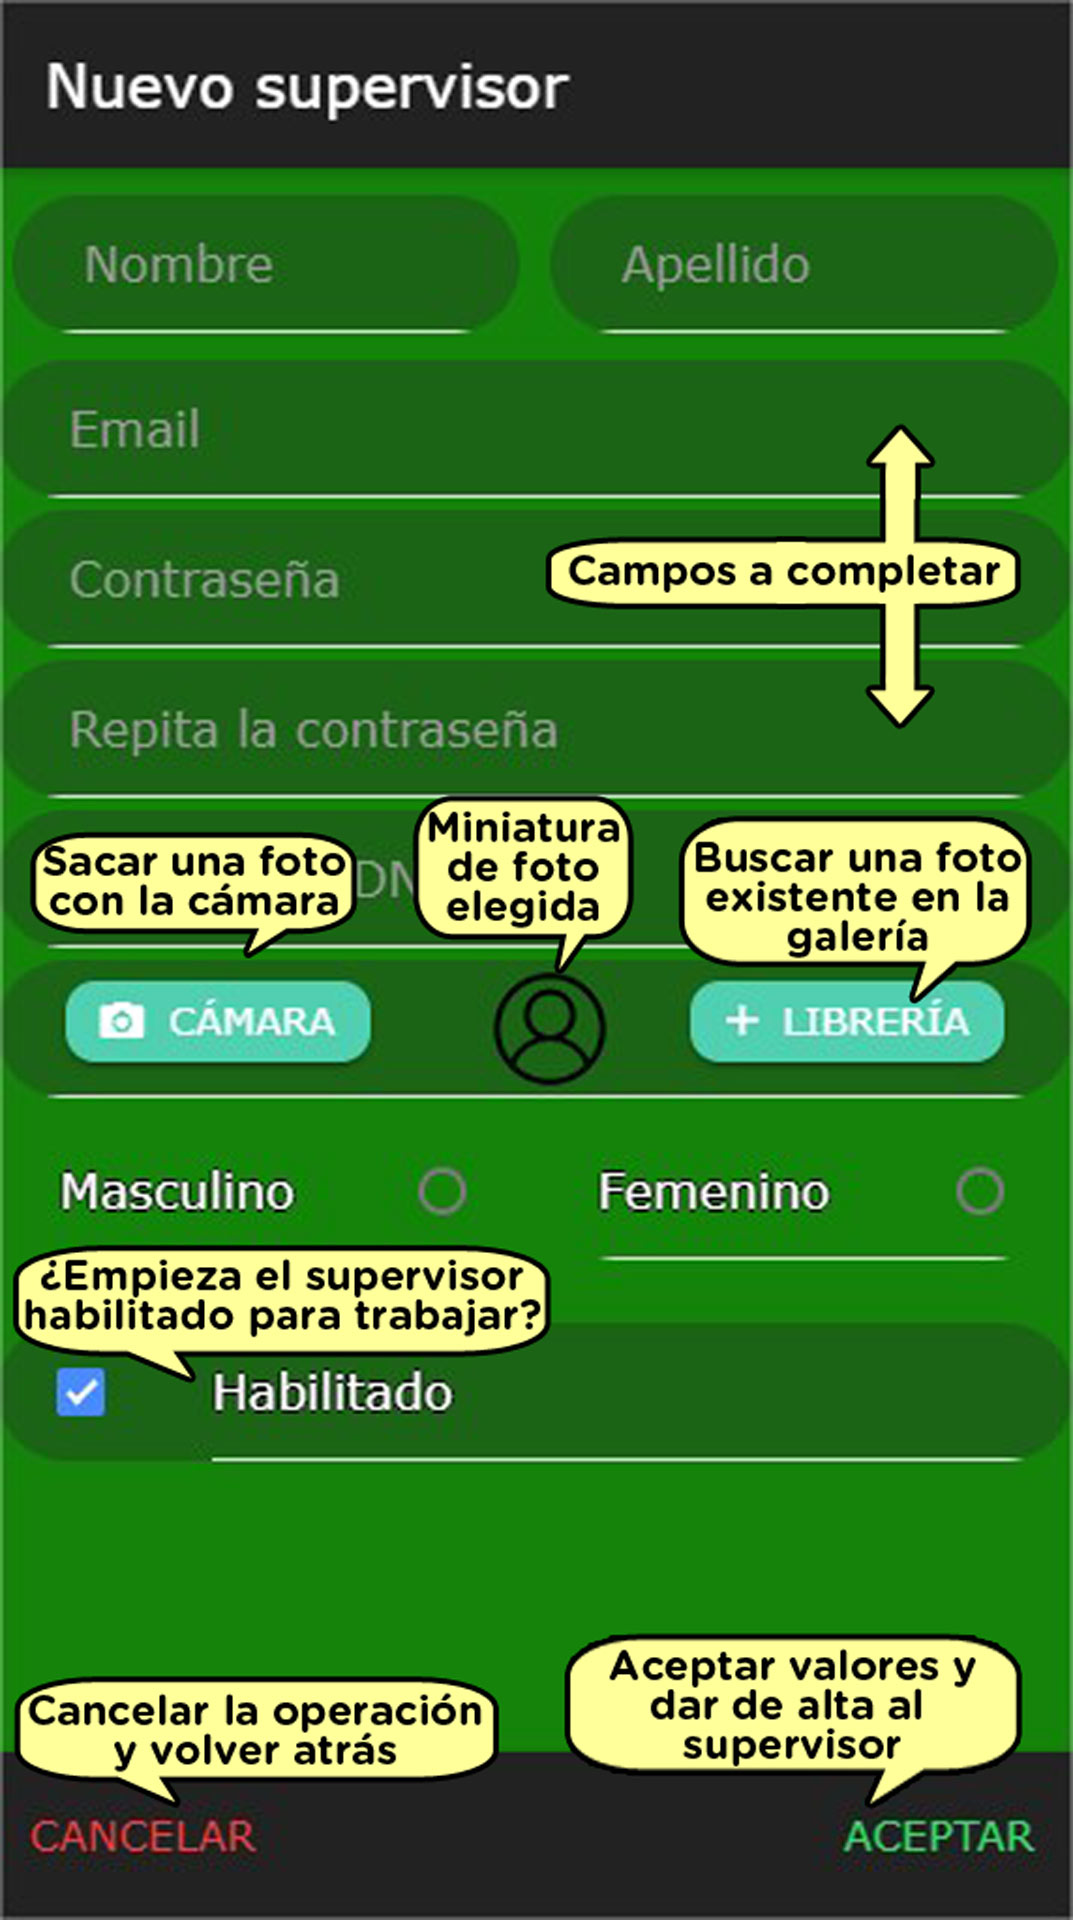 Nuevo supervisor
Nombre
Apellido
Email
Contraseña
Campos a completar
Repita la contraseña
Sacar una foto
con la cámara
Miniatura
de foto
elegida
Buscar una foto
existente en la
galería
CÁMARA
+ LIBRERÍA
Masculino
Femenino
¿Empieza el supervisor
habilitado para trabajar?
Habilitado
Cancelar la operación
y volver atrás
Aceptar valores y
dar de alta al
supervisor
CANCELAR
ACEPTAR